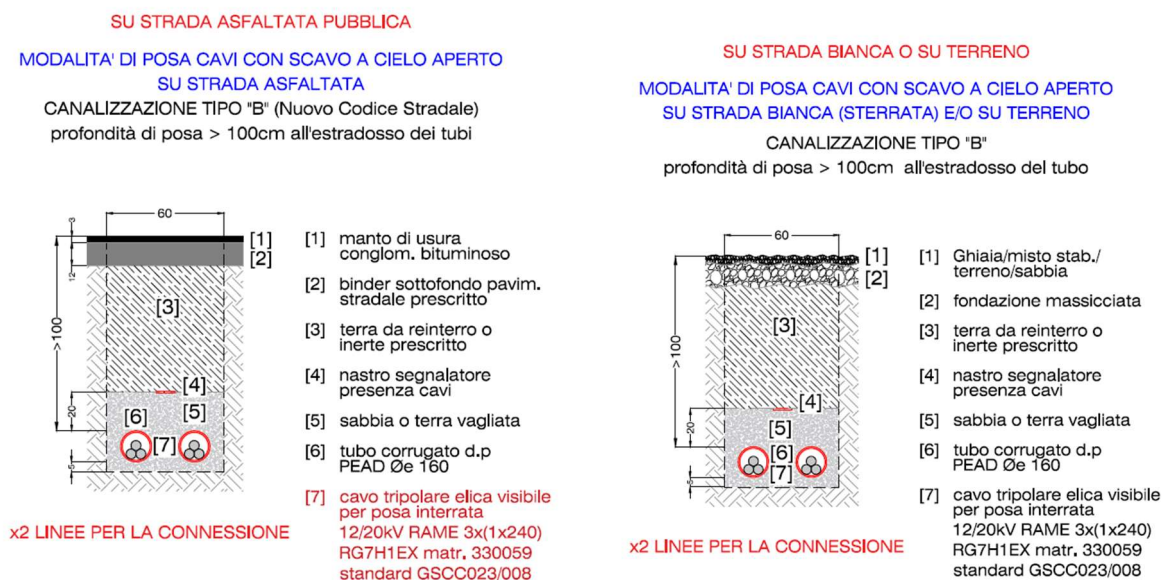 SU STRADA ASFALTATA PUBBLICA
MODALITA' DI POSA CAVI CON SCAVO A CIELO APERTO
SU STRADA ASFALTATA
CANALIZZAZIONE TIPO "B" (Nuovo Codice Stradale)
profondità di posa > 100cm all'estradosso dei tubi
60
3
12
>100
20
5
[1]
[2]
[3]
[4]
[6]
[5]
[7]
[1] manto di usura
conglom. bituminoso
[2] binder sottofondo pavim.
stradale prescritto
[3] terra da reinterro o
inerte prescritto
[4] nastro segnalatore
presenza cavi
[5] sabbia o terra vagliata
[6] tubo corrugato d.p
PEAD Øe 160
[7] cavo tripolare elica visibile
per posa interrata
12/20kV RAME 3x(1x240)
RG7H1EX matr. 330059
standard GSCC023/008
x2 LINEE PER LA CONNESSIONE
SU STRADA BIANCA O SU TERRENO
MODALITA' DI POSA CAVI CON SCAVO A CIELO APERTO
SU STRADA BIANCA (STERRATA) E/O SU TERRENO
CANALIZZAZIONE TIPO "B"
profondità di posa > 100cm all'estradosso del tubo
60
>100
20
5
[1]
[2]
[3]
[4]
[5]
[6]
[7]
[1] Ghiaia/misto stab./
terreno/sabbia
[2] fondazione massicciata
[3] terra da reinterro o
inerte prescritto
[4] nastro segnalatore
presenza cavi
[5] sabbia o terra vagliata
[6] tubo corrugato d.p
PEAD Øe 160
[7] cavo tripolare elica visibile
per posa interrata
12/20kV RAME 3x(1x240)
RG7H1EX matr. 330059
standard GSCC023/008
x2 LINEE PER LA CONNESSIONE